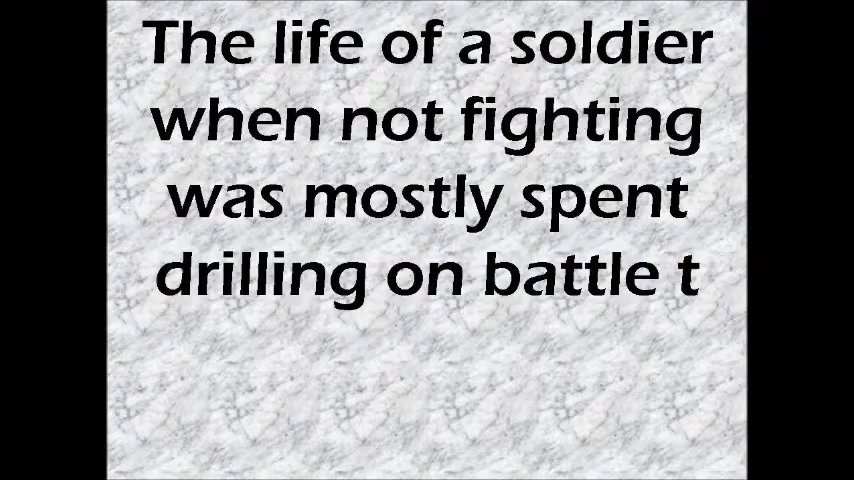 The life of a soldier
when not fighting
was mostly spent
drilling on battle t